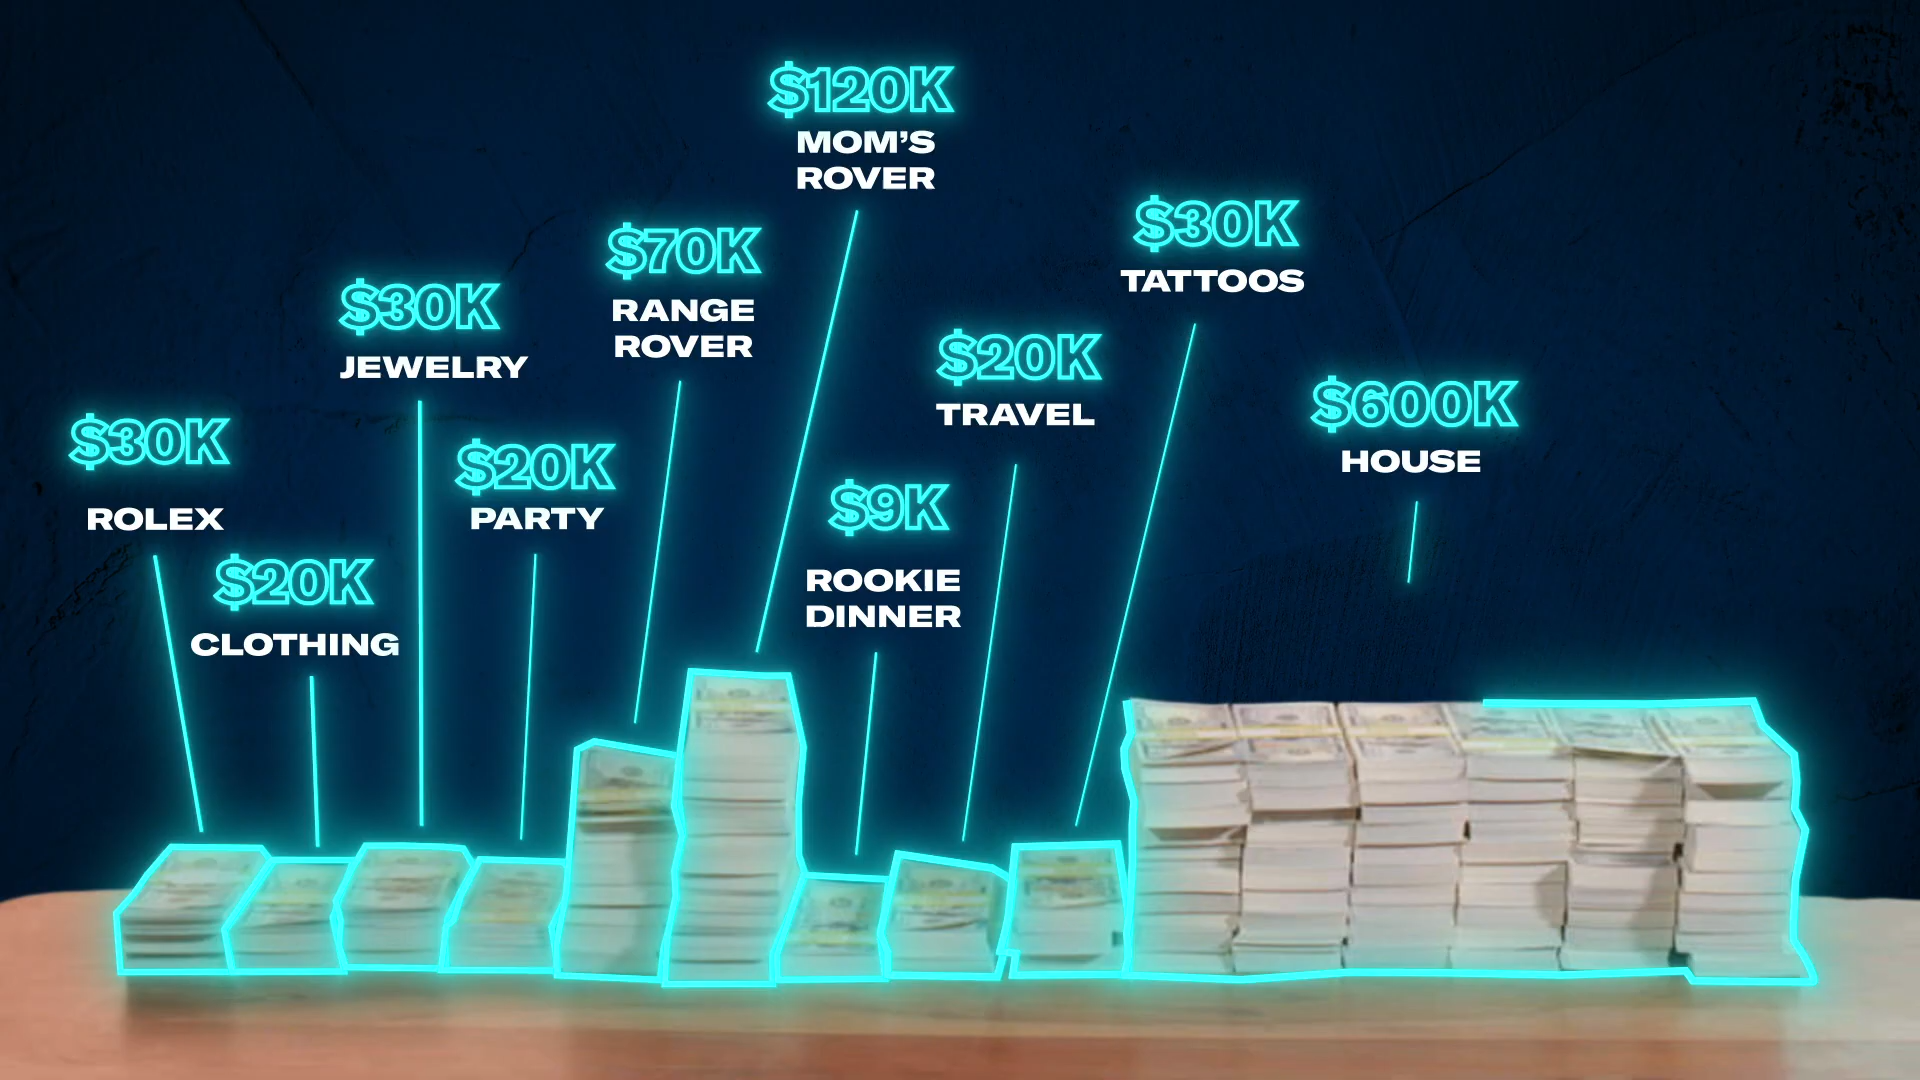 $120K
MOM'S
ROVER
$30K
TATTOOS
$70K
RANGE
ROVER
$30K
JEWELRY
$20K
TRAVEL
$600K
HOUSE
$30K
ROLEX
$20K
PARTY
$9K
ROOKIE
DINNER
$20K
CLOTHING